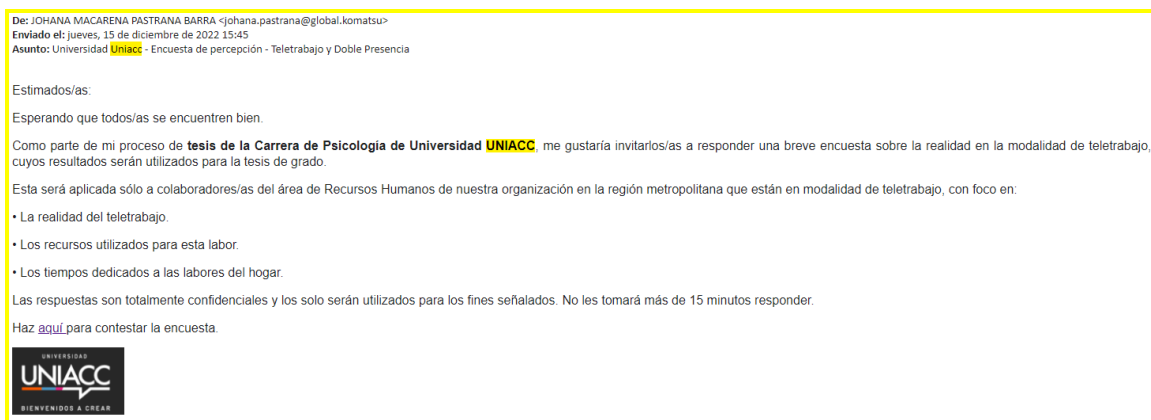 De: JOHANA MACARENA PASTRANA BARRA <johana.pastrana@global.komatsu>
Enviado el: jueves, 15 de diciembre de 2022 15:45
Asunto: Universidad Uniacc - Encuesta de percepción - Teletrabajo y Doble Presencia
Estimados/as:
Esperando que todos/as se encuentren bien.
Como parte de mi proceso de tesis de la Carrera de Psicología de Universidad UNIACC, me gustaría invitarlos/as a responder una breve encuesta sobre la realidad en la modalidad de teletrabajo,
cuyos resultados serán utilizados para la tesis de grado.
Esta será aplicada sólo a colaboradores/as del área de Recursos Humanos de nuestra organización en la región metropolitana que están en modalidad de teletrabajo, con foco en:
• La realidad del teletrabajo.
• Los recursos utilizados para esta labor.
• Los tiempos dedicados a las labores del hogar.
Las respuestas son totalmente confidenciales y los solo serán utilizados para los fines señalados. No les tomará más de 15 minutos responder.
Haz aquí para contestar la encuesta.
UNIVERSIDAD
UNIACC
BIENVENIDOS A CREAR